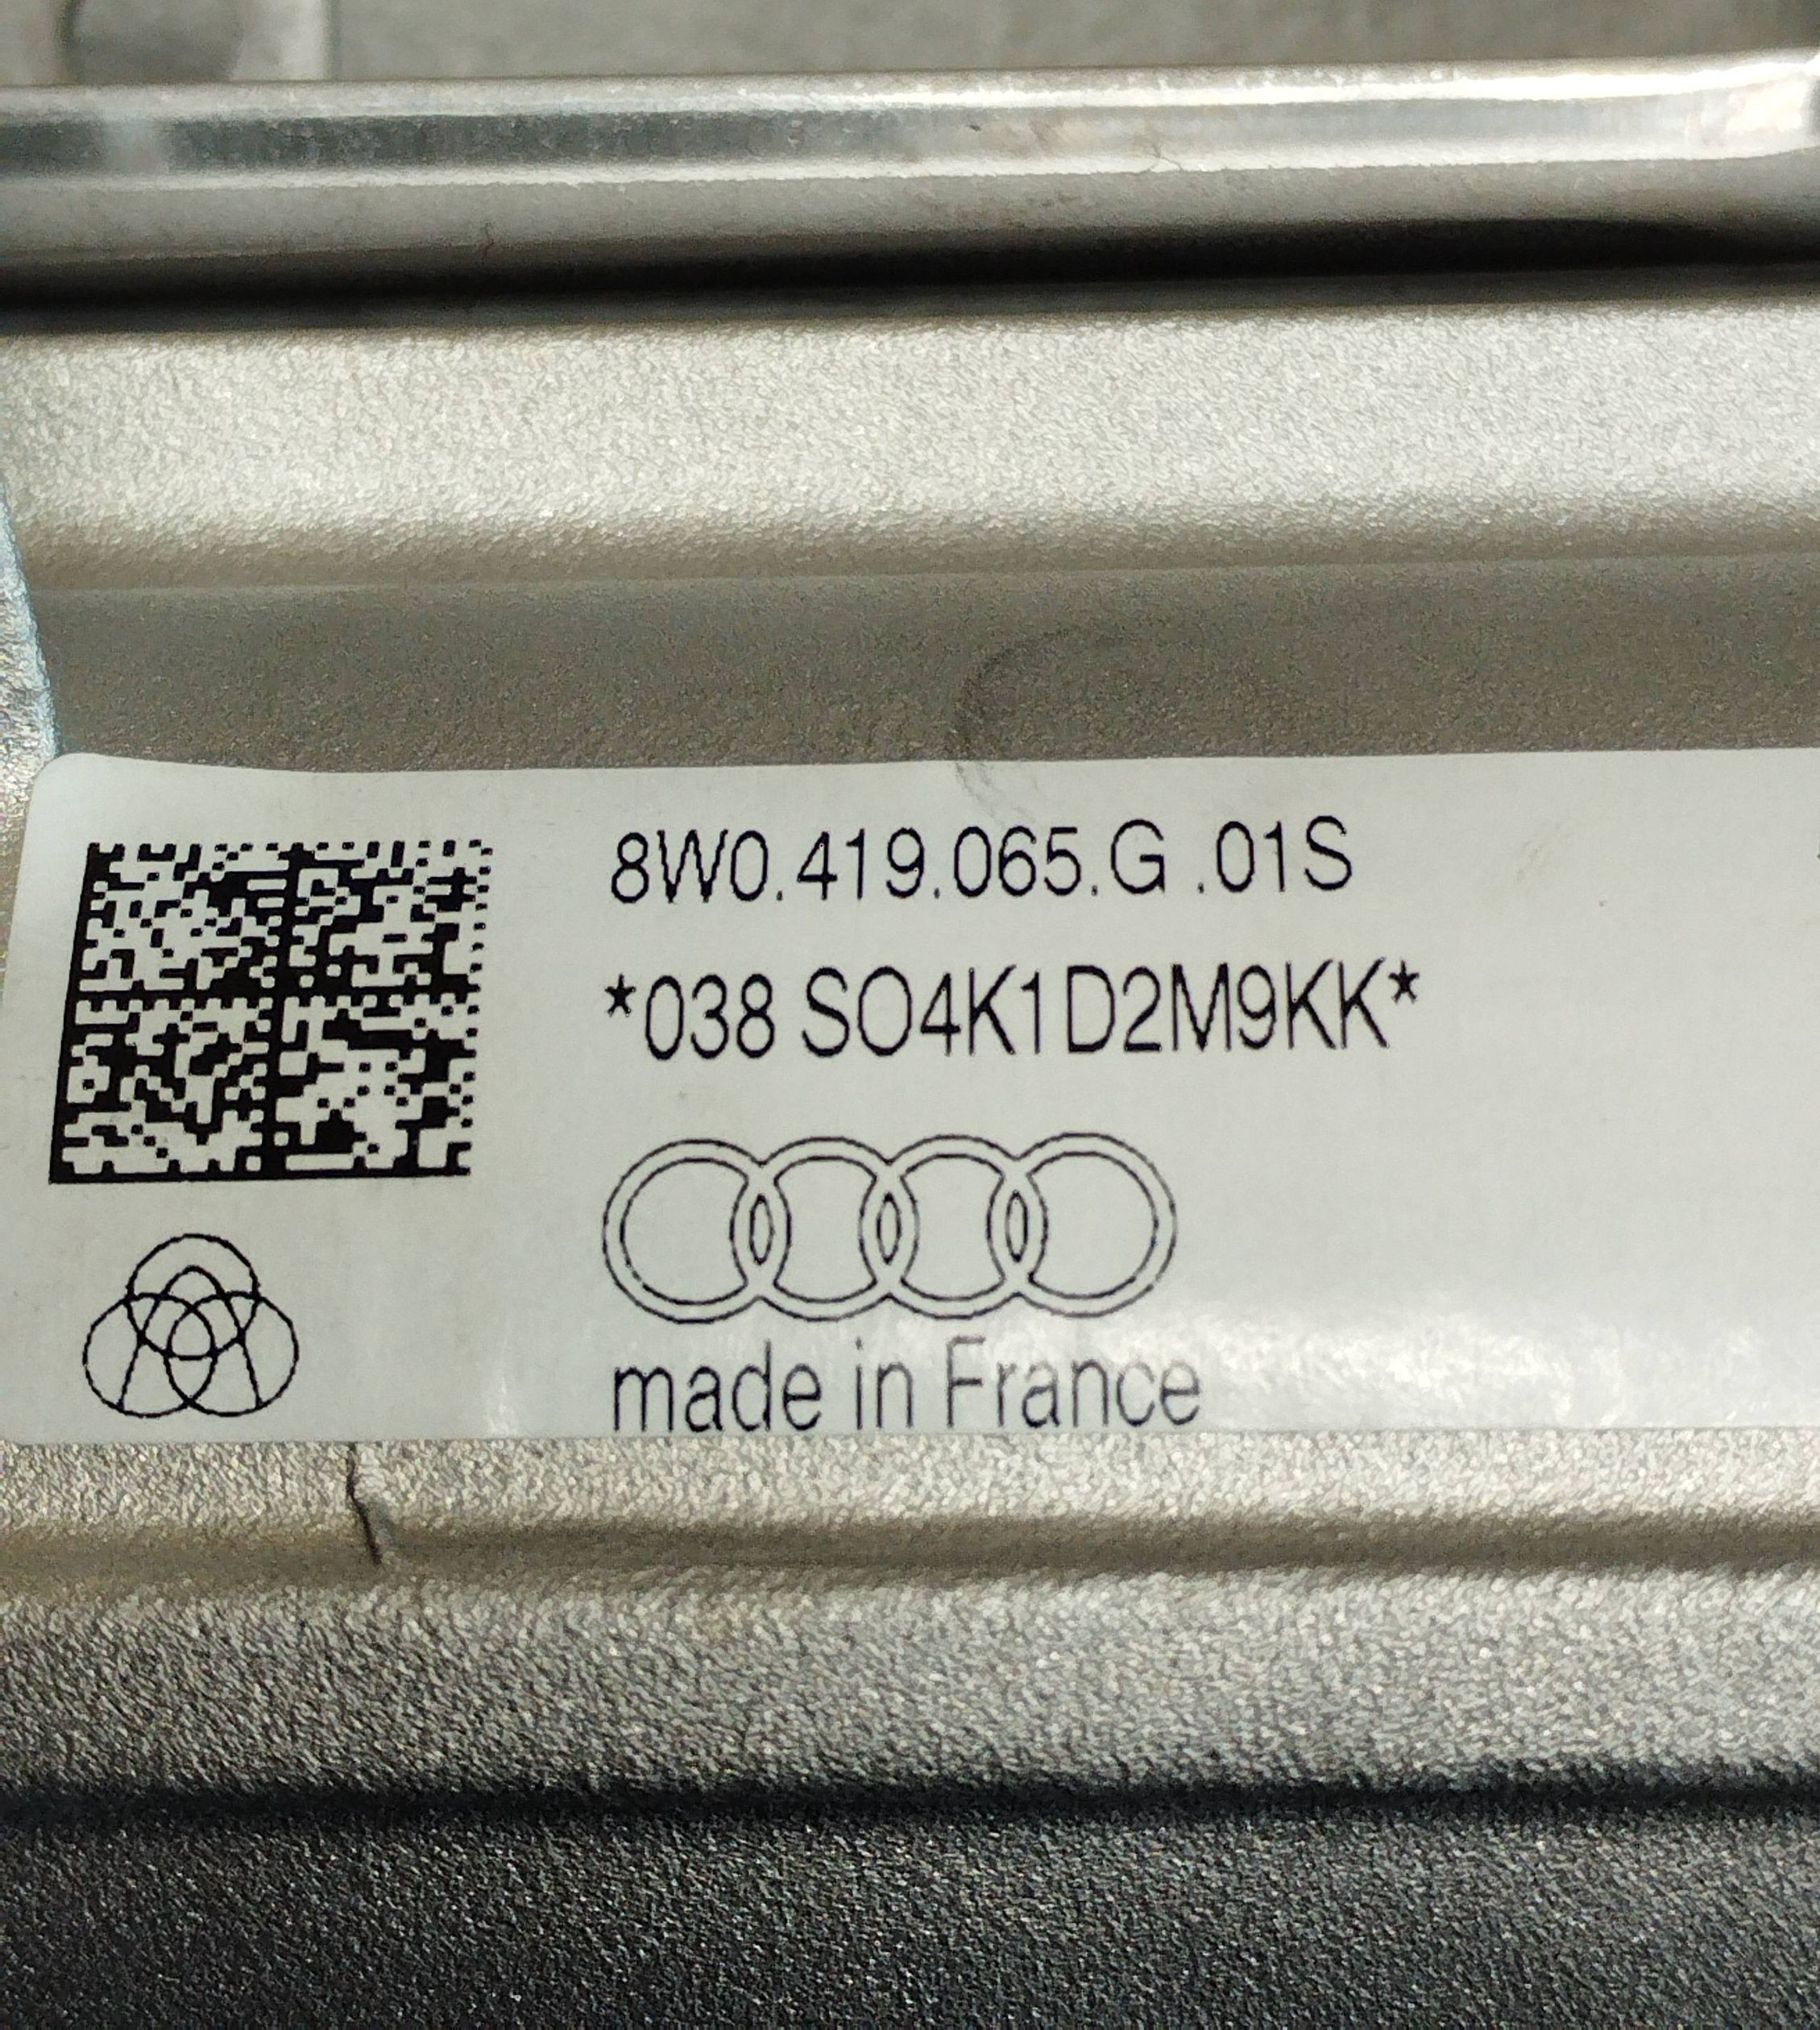 8W0.419.065.G .01S
*038 SO4K1D2M9KK*
made in France